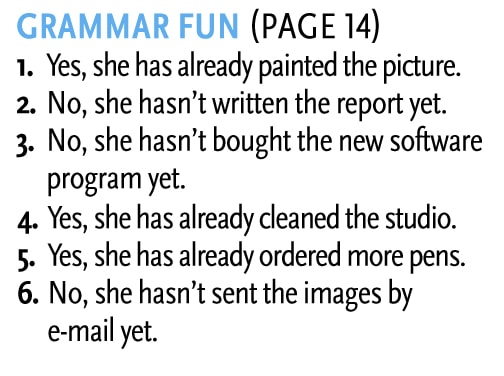 GRAMMAR FUN (PAGE 14)
1. Yes, she has already painted the picture.
2. No, she hasn’t written the report yet.
3. No, she hasn’t bought the new software
program yet.
4. Yes, she has already cleaned the studio.
5. Yes, she has already ordered more pens.
6. No, she hasn’t sent the images by
e-mail yet.